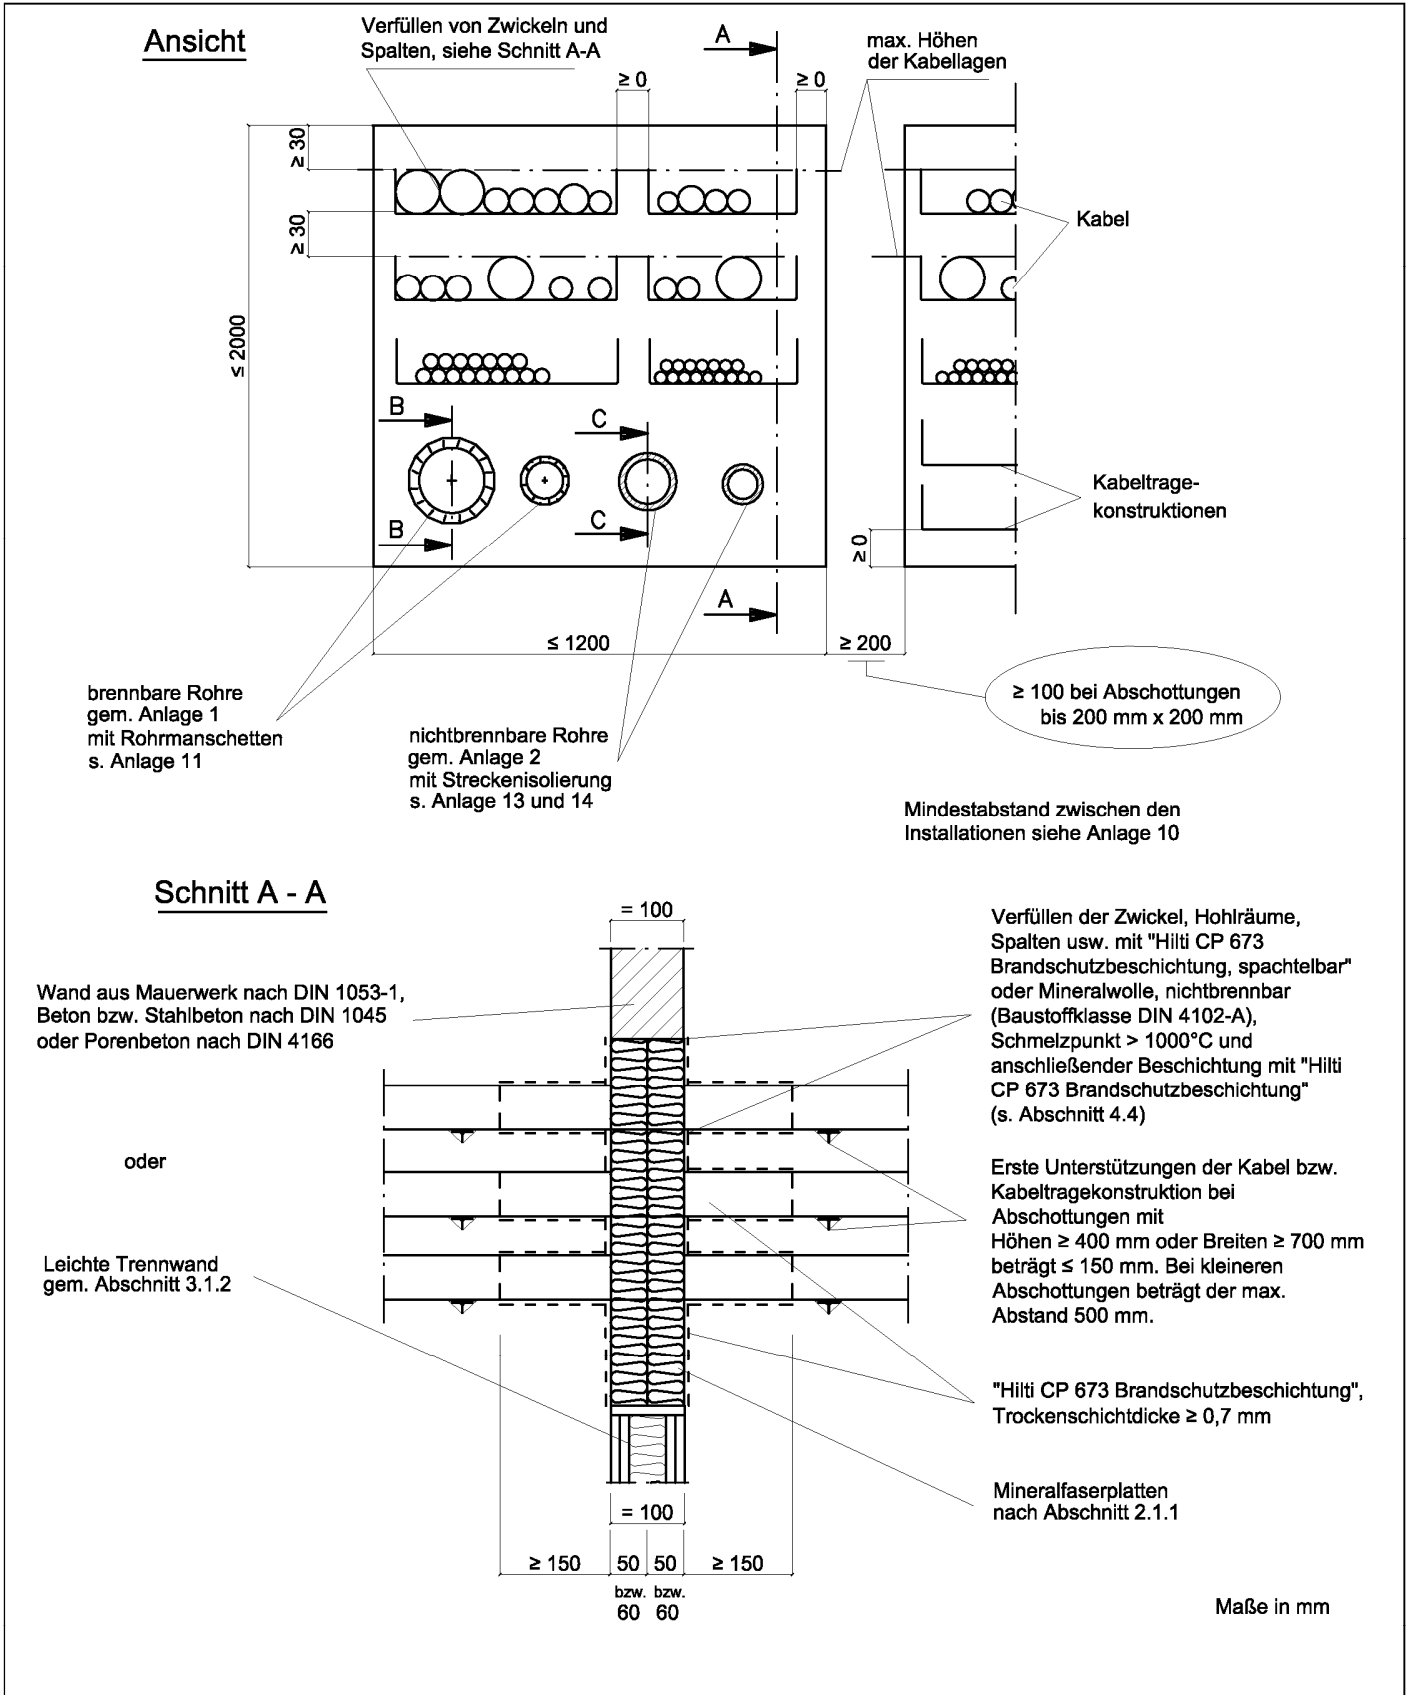 Ansicht
Verfüllen von Zwickeln und
Spalten, siehe Schnitt A-A
A
max. Höhen
der Kabellagen
≥ 0
≥ 0
≥ 30
≥ 30
Kabel
≤ 2000
B
C
Kabeltrage-
konstruktionen
B
C
≥ 0
A
≤ 1200
≥ 200
brennbare Rohre
gem. Anlage 1
mit Rohrmanschetten
s. Anlage 11
nichtbrennbare Rohre
gem. Anlage 2
mit Streckenisolierung
s. Anlage 13 und 14
≥ 100 bei Abschottungen
bis 200 mm x 200 mm
Mindestabstand zwischen den
Installationen siehe Anlage 10
Schnitt A - A
= 100
Wand aus Mauerwerk nach DIN 1053-1,
Beton bzw. Stahlbeton nach DIN 1045
oder Porenbeton nach DIN 4166
Verfüllen der Zwickel, Hohlräume,
Spalten usw. mit "Hilti CP 673
Brandschutzbeschichtung, spachtelbar"
oder Mineralwolle, nichtbrennbar
(Baustoffklasse DIN 4102-A),
Schmelzpunkt > 1000°C und
anschließender Beschichtung mit "Hilti
CP 673 Brandschutzbeschichtung"
(s. Abschnitt 4.4)
oder
Erste Unterstützungen der Kabel bzw.
Kabeltragekonstruktion bei
Abschottungen mit
Höhen ≥ 400 mm oder Breiten ≥ 700 mm
beträgt ≤ 150 mm. Bei kleineren
Abschottungen beträgt der max.
Abstand 500 mm.
Leichte Trennwand
gem. Abschnitt 3.1.2
"Hilti CP 673 Brandschutzbeschichtung",
Trockenschichtdicke ≥ 0,7 mm
Mineralfaserplatten
nach Abschnitt 2.1.1
= 100
≥ 150
50
50
≥ 150
bzw.
bzw.
60
60
Maße in mm